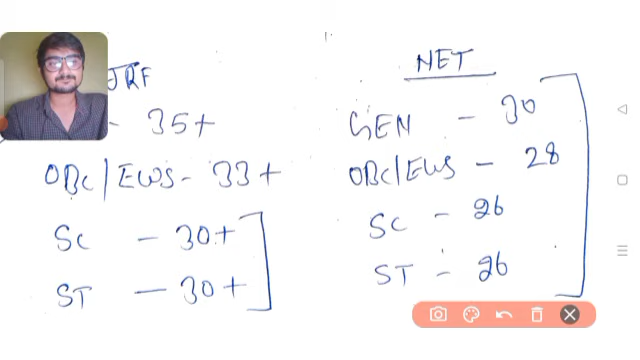 JRF
- 35+
OBC/EWS - 33+
SC - 30+
ST - 30+
NET
GEN - 30
OBC/EWS - 28
SC - 26
ST - 26